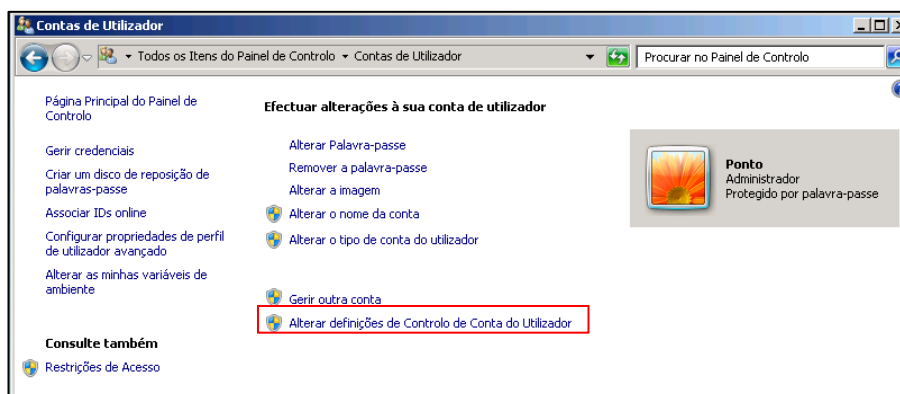 Contas de Utilizador
Todos os Itens do Painel de Controlo Contas de Utilizador
Procurar no Painel de Controlo
Página Principal do Painel de
Controlo
Gerir credenciais
Criar um disco de reposição de
palavras-passe
Associar IDs online
Configurar propriedades de perfil
de utilizador avançado
Alterar as minhas variáveis de
ambiente
Consulte também
Restrições de Acesso
Efectuar alterações à sua conta de utilizador
Alterar Palavra-passe
Remover a palavra-passe
Alterar a imagem
Alterar o nome da conta
Alterar o tipo de conta do utilizador
Gerir outra conta
Alterar definições de Controlo de Conta do Utilizador
Ponto
Administrador
Protegido por palavra-passe